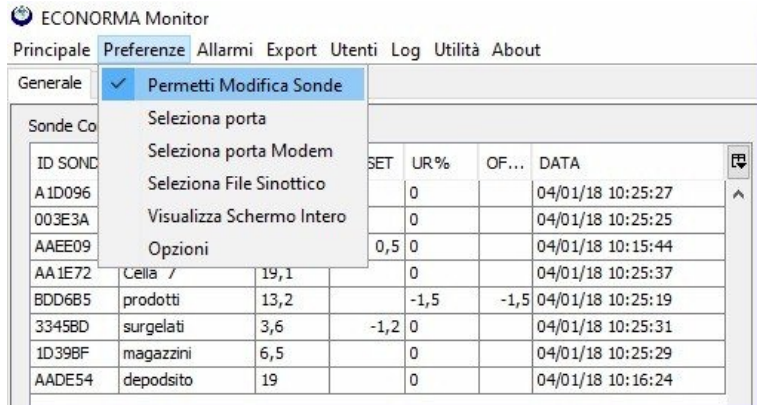 ECONORMA Monitor
Principale Preferenze Allarmi Export Utenti Log Utilità About
Generale
Permetti Modifica Sonde
Seleziona porta
Seleziona porta Modem
Seleziona File Sinottico
Visualizza Schermo Intero
Opzioni
Sonde Co
ID SOND SET UR% OF... DATA
A1D096 0 04/01/18 10:25:27
003E3A 0 04/01/18 10:25:25
AAEE09 0,5 0 04/01/18 10:15:44
AA1E72 Cella 7 19,1 0 04/01/18 10:25:37
BDD6B5 prodotti 13,2 -1,5 -1,5 04/01/18 10:25:19
3345BD surgelati 3,6 -1,2 0 04/01/18 10:25:31
1D39BF magazzini 6,5 0 04/01/18 10:25:29
AADE54 depodsito 19 0 04/01/18 10:16:24